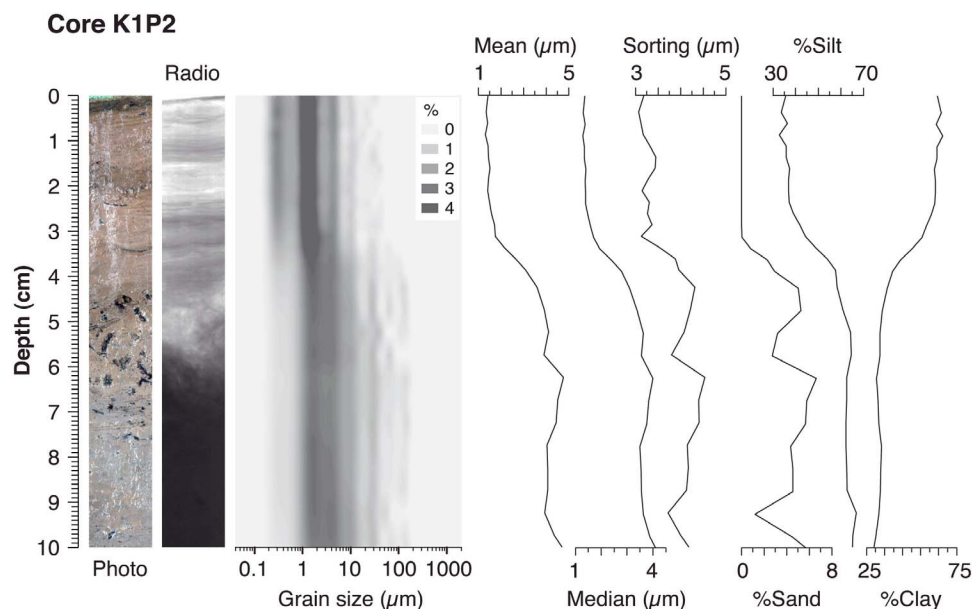 Core K1P2
Mean (µm) Sorting (µm) %Silt
1 5 3 5 30 70
Radio
Depth (cm)
0
1
2
3
4
5
6
7
8
9
10
%
0
1
2
3
4
0.1 1 10 100 1000
1 4 0 8 25 75
Photo Grain size (µm) Median (µm) %Sand %Clay